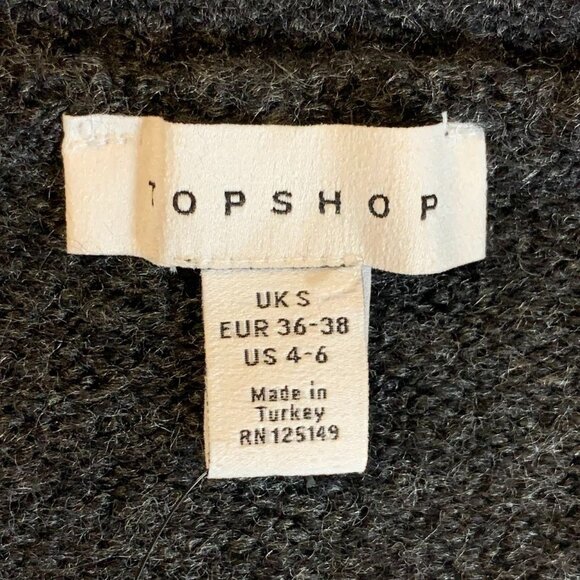 TOPSHOP
UK S
EUR 36-38
US 4-6
Made in
Turkey
RN 125149